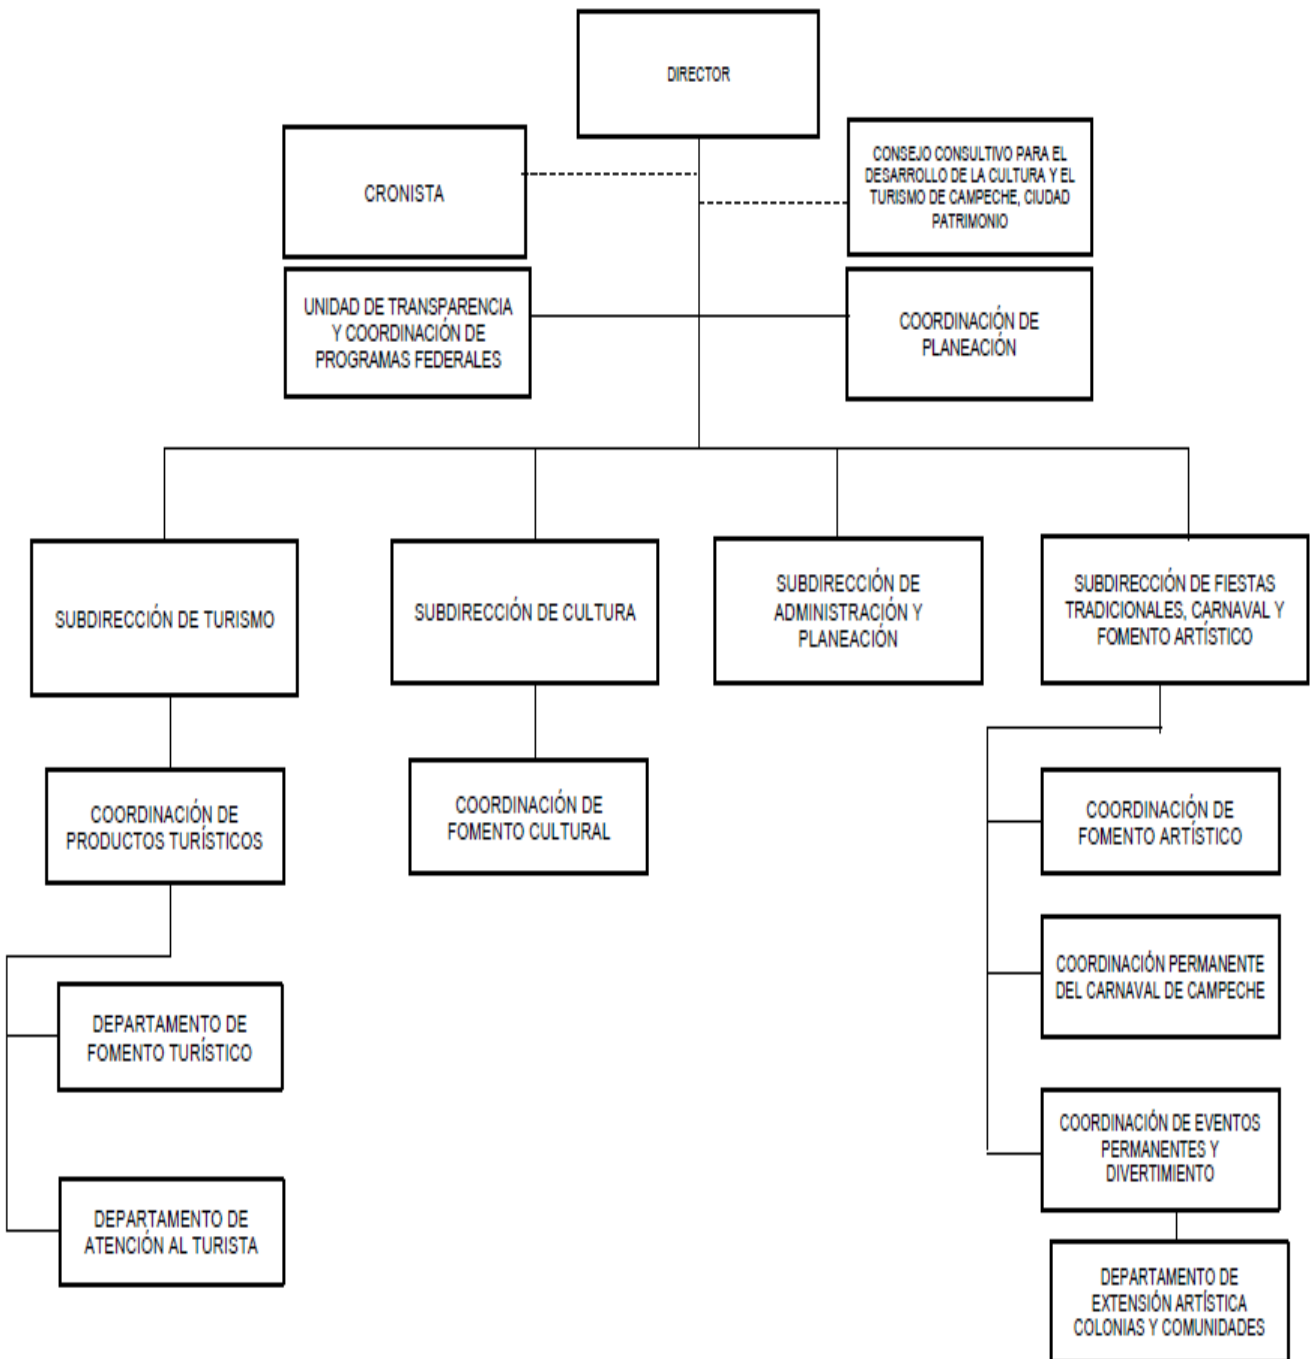 DIRECTOR
CRONISTA
CONSEJO CONSULTIVO PARA EL
DESARROLLO DE LA CULTURA Y EL
TURISMO DE CAMPECHE, CIUDAD
PATRIMONIO
UNIDAD DE TRANSPARENCIA
Y COORDINACIÓN DE
PROGRAMAS FEDERALES
COORDINACIÓN DE
PLANEACIÓN
SUBDIRECCIÓN DE TURISMO
SUBDIRECCIÓN DE CULTURA
SUBDIRECCIÓN DE
ADMINISTRACIÓN Y
PLANEACIÓN
SUBDIRECCIÓN DE FIESTAS
TRADICIONALES, CARNAVAL Y
FOMENTO ARTÍSTICO
COORDINACIÓN DE
PRODUCTOS TURÍSTICOS
COORDINACIÓN DE
FOMENTO CULTURAL
COORDINACIÓN DE
FOMENTO ARTÍSTICO
COORDINACIÓN PERMANENTE
DEL CARNAVAL DE CAMPECHE
DEPARTAMENTO DE
FOMENTO TURÍSTICO
COORDINACIÓN DE EVENTOS
PERMANENTES Y
DIVERTIMIENTO
DEPARTAMENTO DE
ATENCIÓN AL TURISTA
DEPARTAMENTO DE
EXTENSIÓN ARTÍSTICA
COLONIAS Y COMUNIDADES